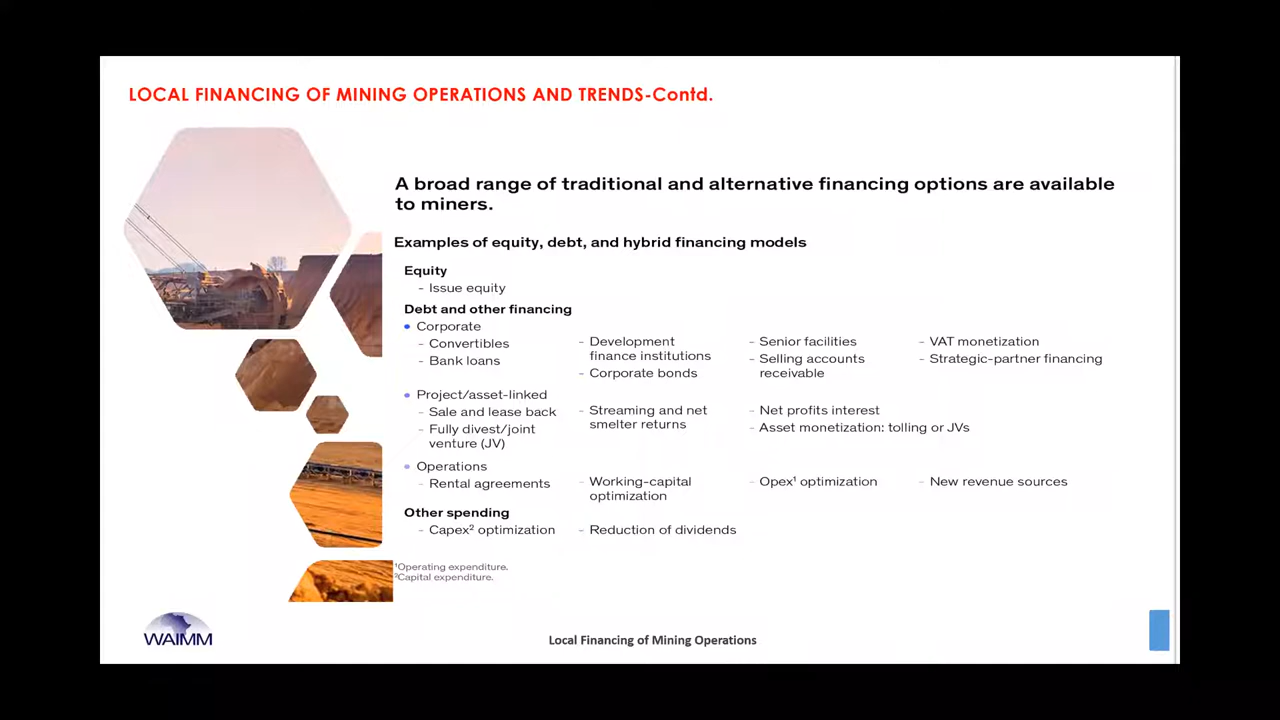 LOCAL FINANCING OF MINING OPERATIONS AND TRENDS-Contd.
A broad range of traditional and alternative financing options are available
to miners.
Examples of equity, debt, and hybrid financing models
Equity
- Issue equity
Debt and other financing
• Corporate
- Convertibles
- Bank loans
- Development
finance institutions
- Corporate bonds
- Senior facilities
- Selling accounts
receivable
- VAT monetization
- Strategic-partner financing
• Project/asset-linked
- Sale and lease back
- Fully divest/joint
venture (JV)
- Streaming and net
smelter returns
- Net profits interest
- Asset monetization: tolling or JVs
• Operations
- Rental agreements
- Working-capital
optimization
- Opex¹ optimization
- New revenue sources
Other spending
- Capex² optimization
- Reduction of dividends
¹Operating expenditure.
²Capital expenditure.
WAIMM
Local Financing of Mining Operations